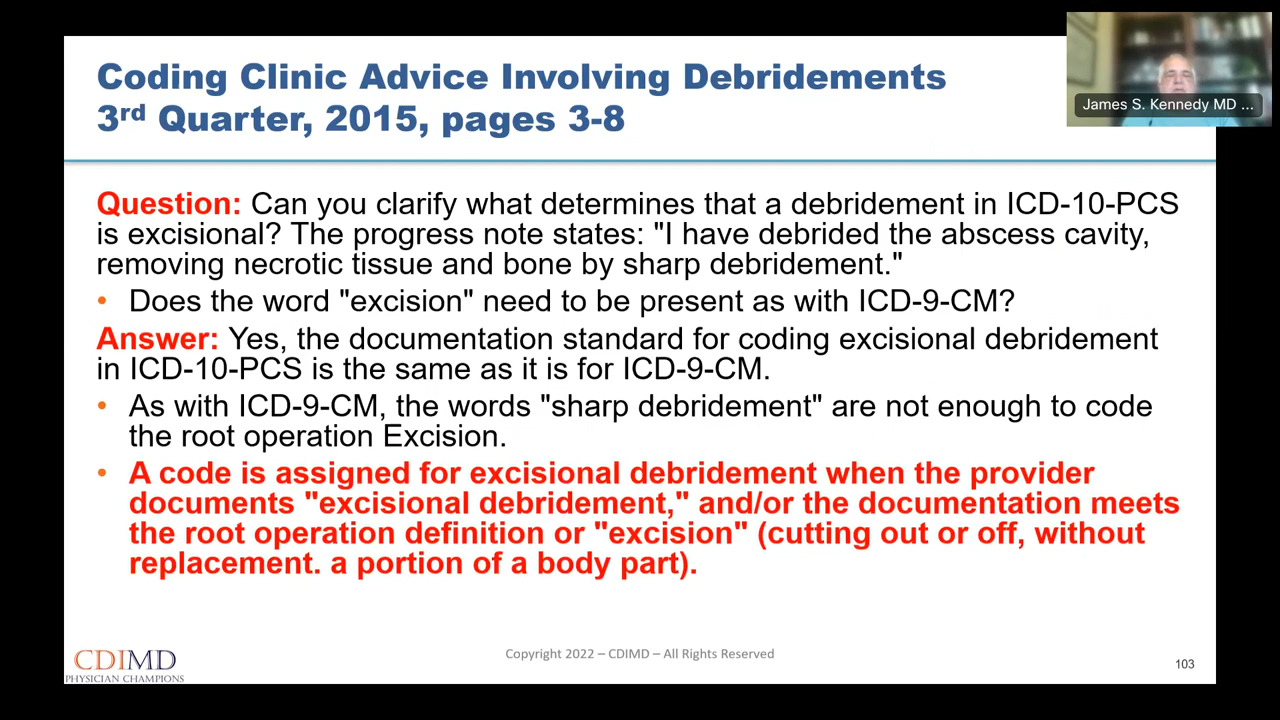 Coding Clinic Advice Involving Debridements
3rd Quarter, 2015, pages 3-8
James S. Kennedy MD ...
Question: Can you clarify what determines that a debridement in ICD-10-PCS
is excisional? The progress note states: "I have debrided the abscess cavity,
removing necrotic tissue and bone by sharp debridement."
• Does the word "excision" need to be present as with ICD-9-CM?
Answer: Yes, the documentation standard for coding excisional debridement
in ICD-10-PCS is the same as it is for ICD-9-CM.
• As with ICD-9-CM, the words "sharp debridement" are not enough to code
the root operation Excision.
• A code is assigned for excisional debridement when the provider
documents "excisional debridement," and/or the documentation meets
the root operation definition or "excision" (cutting out or off, without
replacement. a portion of a body part).
CDIMD
PHYSICIAN CHAMPIONS
Copyright 2022 – CDIMD – All Rights Reserved
103